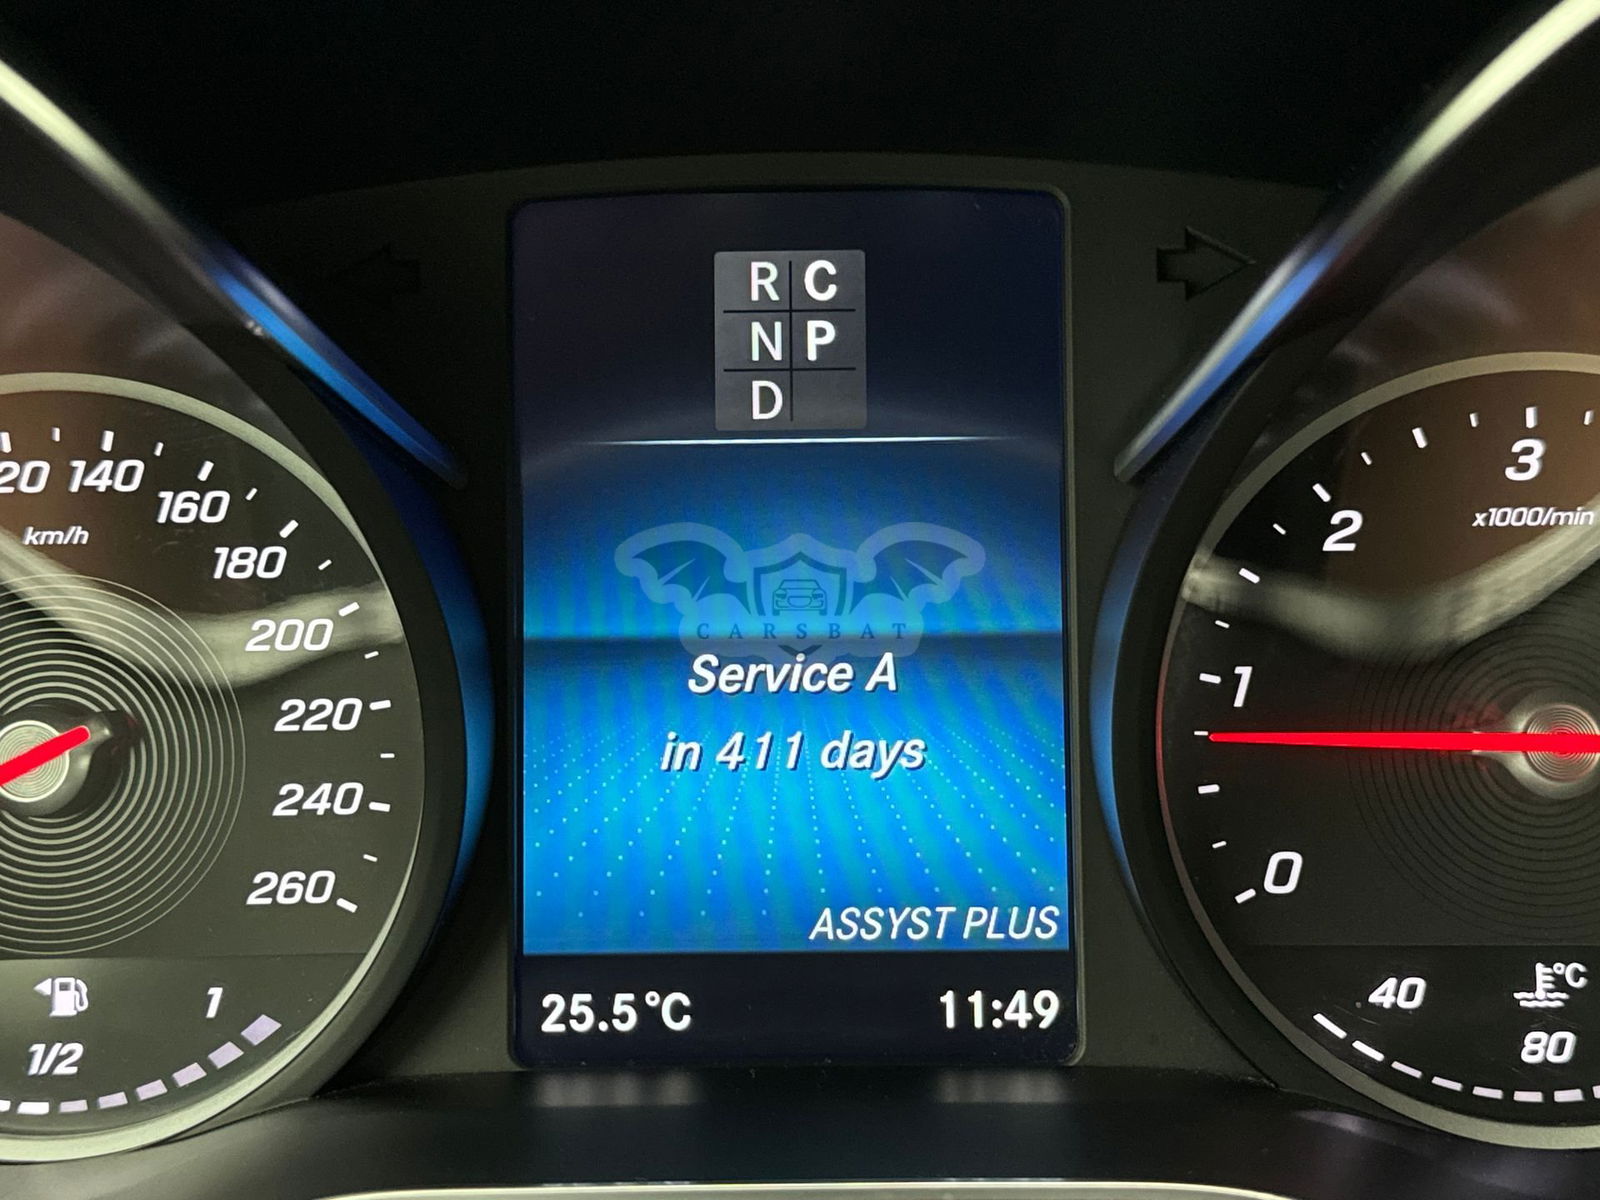 R C
N P
D
20 140
160
km/h
180
200
220
240
260
1
1/2
CARSBAT
Service A
in 411 days
ASSYST PLUS
25.5°C
11:49
3
x1000/min
2
1
0
40
°C
80